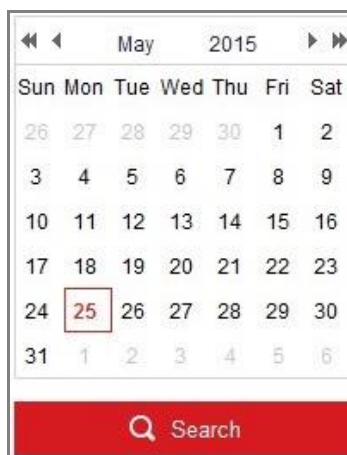 May 2015
Sun Mon Tue Wed Thu Fri Sat
26 27 28 29 30 1 2
3 4 5 6 7 8 9
10 11 12 13 14 15 16
17 18 19 20 21 22 23
24 25 26 27 28 29 30
31 1 2 3 4 5 6
Search